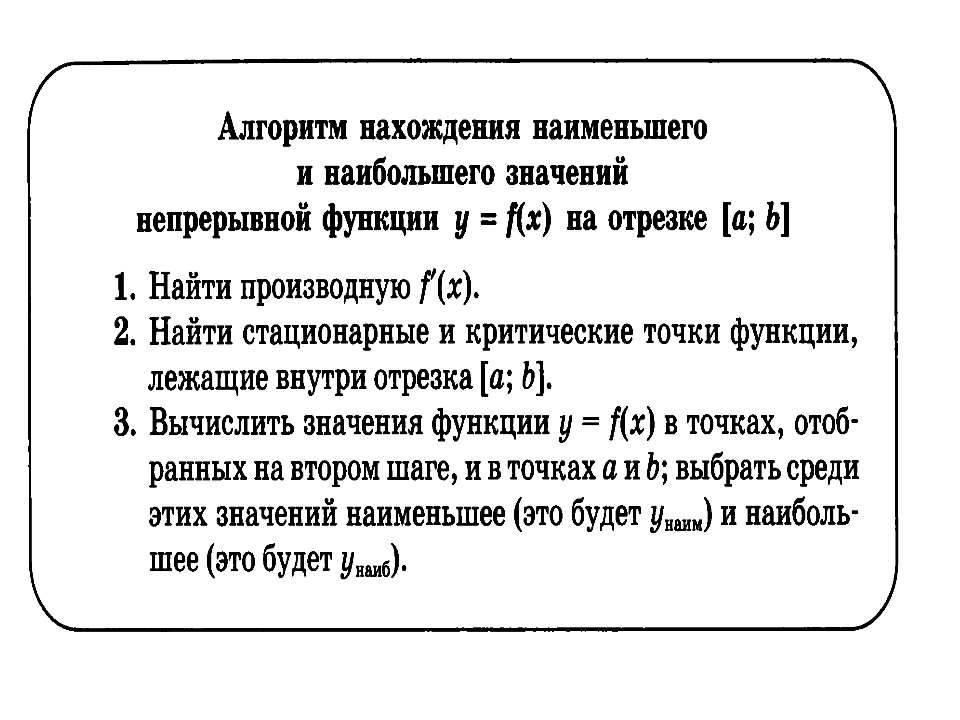 Алгоритм нахождения наименьшего
и наибольшего значений
непрерывной функции y = f(x) на отрезке [a; b]
1. Найти производную f′(x).
2. Найти стационарные и критические точки функции,
лежащие внутри отрезка [a; b].
3. Вычислить значения функции y = f(x) в точках, отоб-
ранных на втором шаге, и в точках a и b; выбрать среди
этих значений наименьшее (это будет yнаим) и наиболь-
шее (это будет yнаиб).